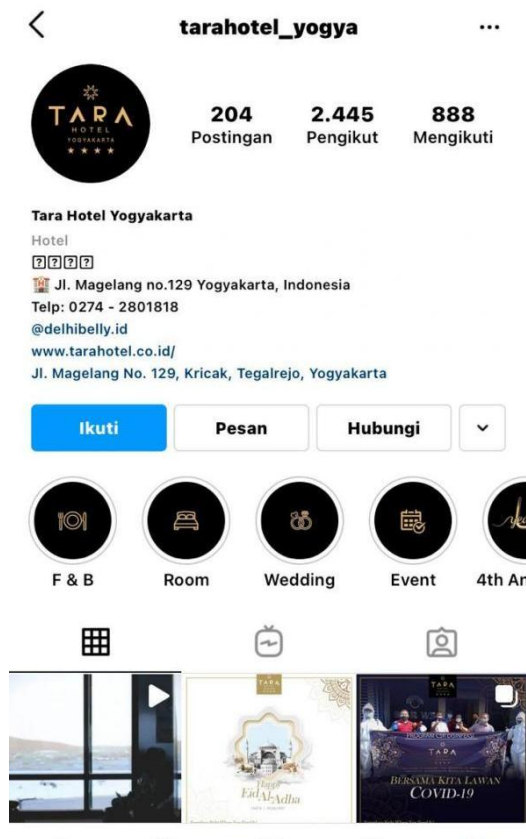 tarahotel_yogya
TARA
HOTEL
YOGYAKARTA
204
Postingan
2.445
Pengikut
888
Mengikuti
Tara Hotel Yogyakarta
Hotel
Jl. Magelang no.129 Yogyakarta, Indonesia
Telp: 0274 - 2801818
@delhibelly.id
www.tarahotel.co.id/
Jl. Magelang No. 129, Kricak, Tegalrejo, Yogyakarta
Ikuti
Pesan
Hubungi
F & B
Room
Wedding
Event
4th An
TARA
Happy
Eid Al-Adha
TARA
TARA
BERSAMA KITA LAWAN
COVID-19